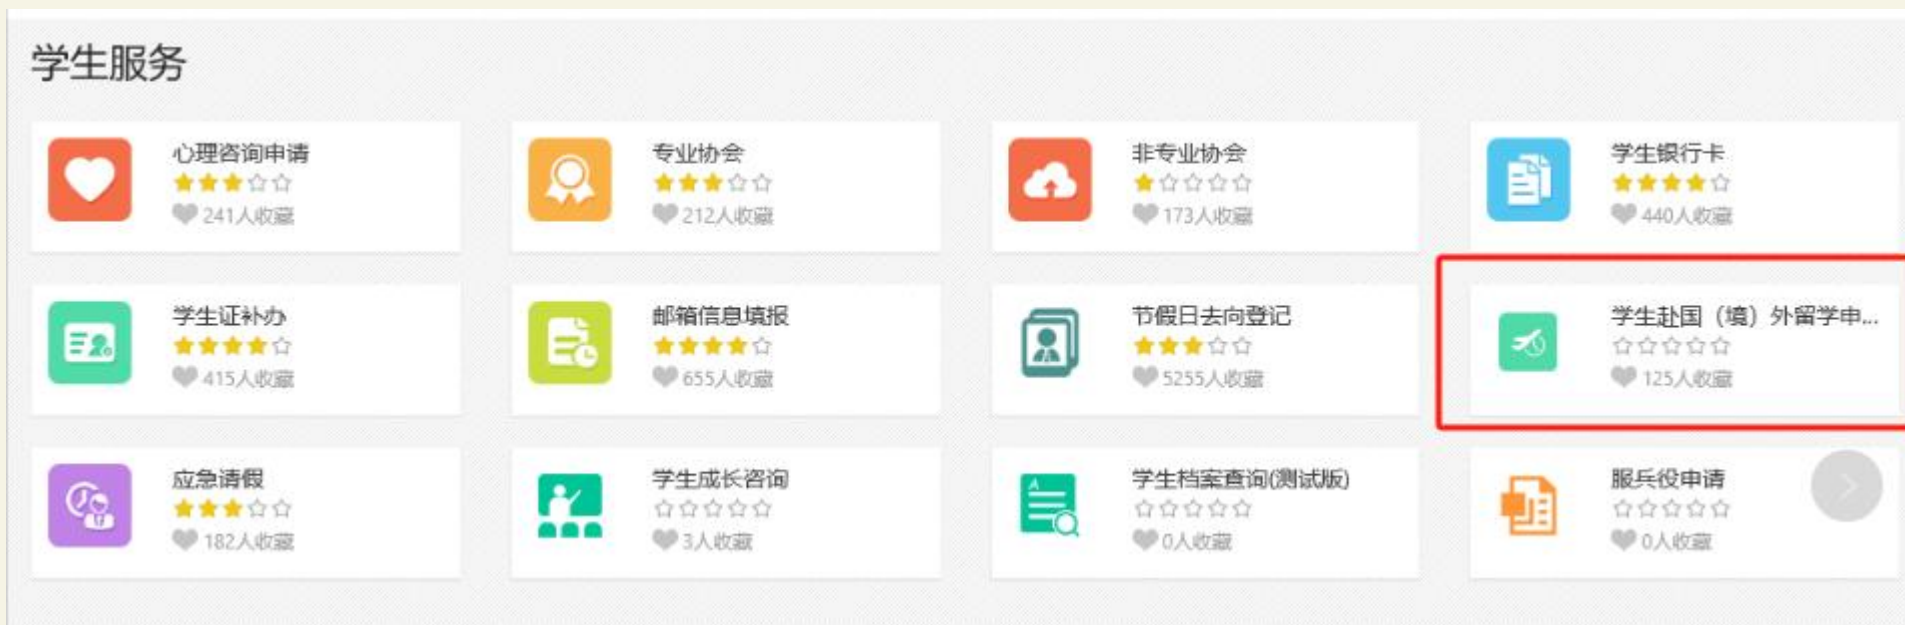 学生服务
心理咨询申请
241人收藏
专业协会
212人收藏
非专业协会
173人收藏
学生银行卡
440人收藏
学生证补办
415人收藏
邮箱信息填报
655人收藏
节假日去向登记
5255人收藏
学生赴国（境）外留学申...
125人收藏
应急请假
182人收藏
学生成长咨询
3人收藏
学生档案查询(测试版)
0人收藏
服兵役申请
0人收藏